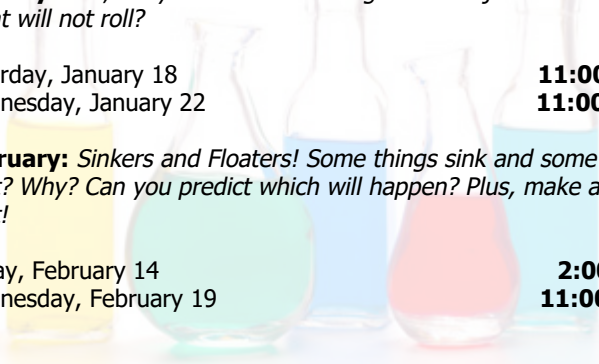 t will not roll?
rday, January 18 11:00
nesday, January 22 11:00
ruary: Sinkers and Floaters! Some things sink and some
t? Why? Can you predict which will happen? Plus, make a
t!
ay, February 14 2:00
nesday, February 19 11:00